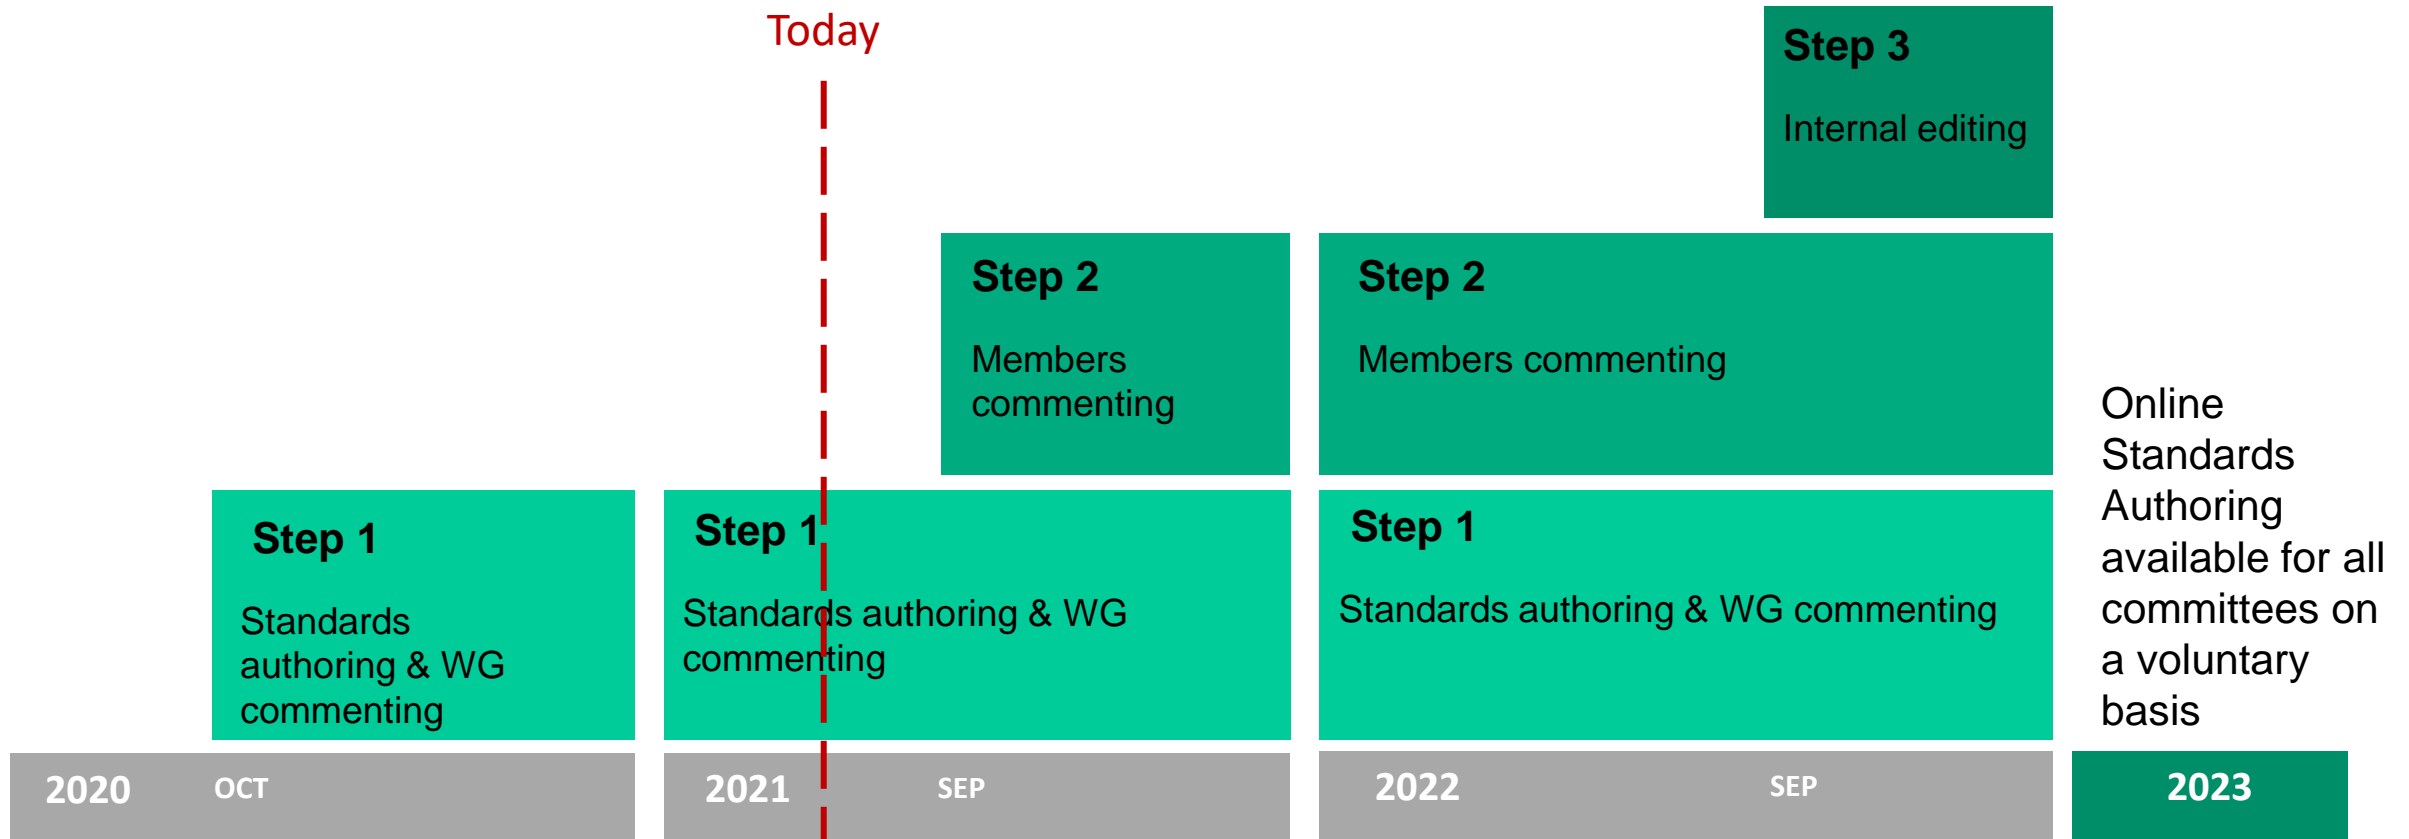 Today
Step 3
Internal editing
Step 2
Members
commenting
Step 2
Members commenting
Step 1
Standards
authoring & WG
commenting
Step 1
Standards authoring & WG
commenting
Step 1
Standards authoring & WG commenting
Online
Standards
Authoring
available for all
committees on
a voluntary
basis
2020 OCT
2021 SEP
2022 SEP
2023